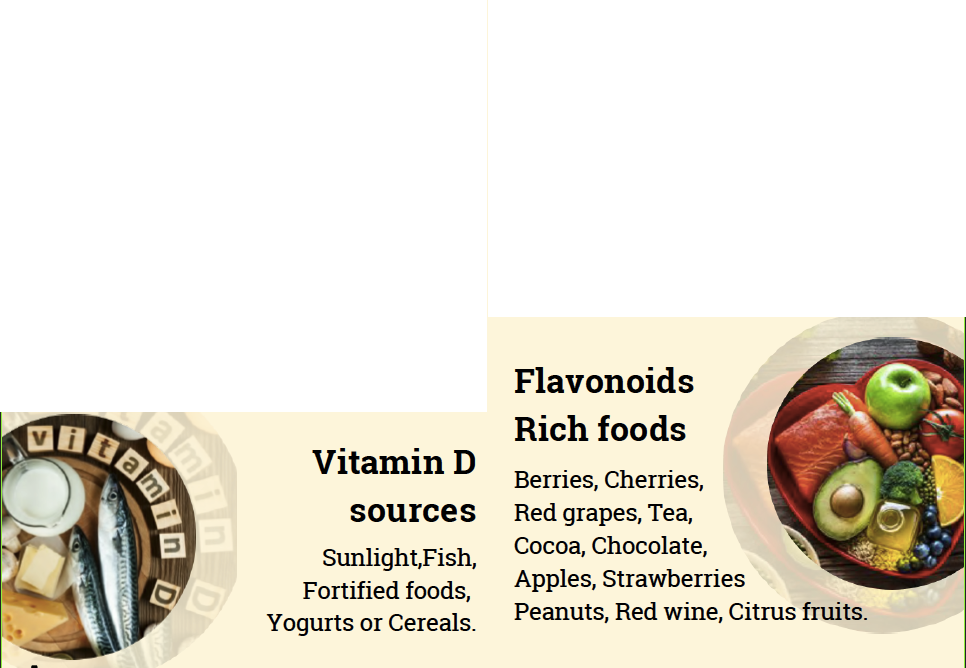 Flavonoids
Rich foods
Berries, Cherries,
Red grapes, Tea,
Cocoa, Chocolate,
Apples, Strawberries
Peanuts, Red wine, Citrus fruits.
vitamin D
Vitamin D
sources
Sunlight,Fish,
Fortified foods,
Yogurts or Cereals.